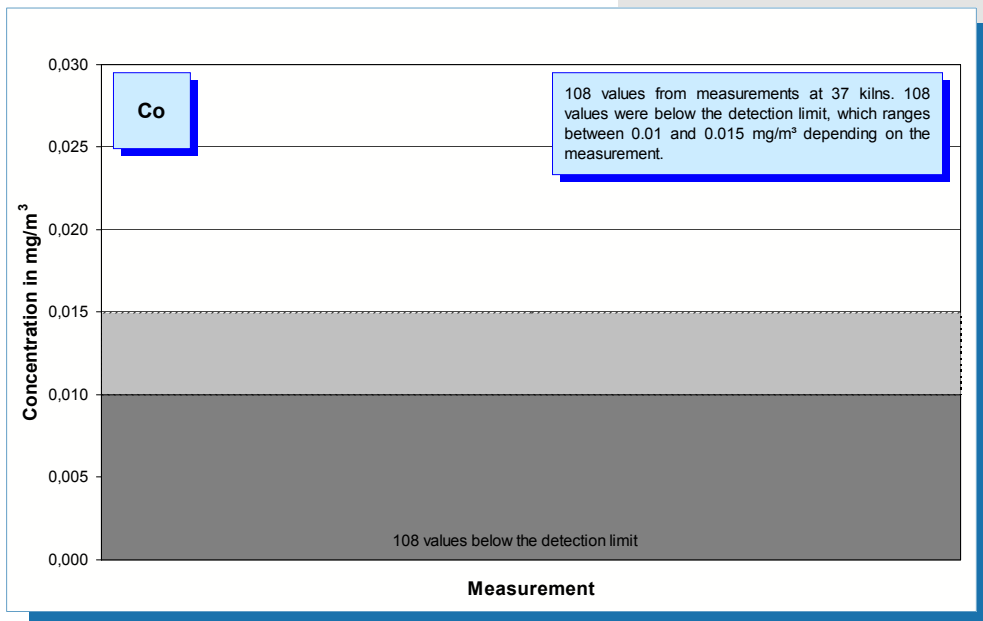 Co
108 values from measurements at 37 kilns. 108
values were below the detection limit, which ranges
between 0.01 and 0.015 mg/m³ depending on the
measurement.
Concentration in mg/m³
0,030
0,025
0,020
0,015
0,010
0,005
0,000
108 values below the detection limit
Measurement